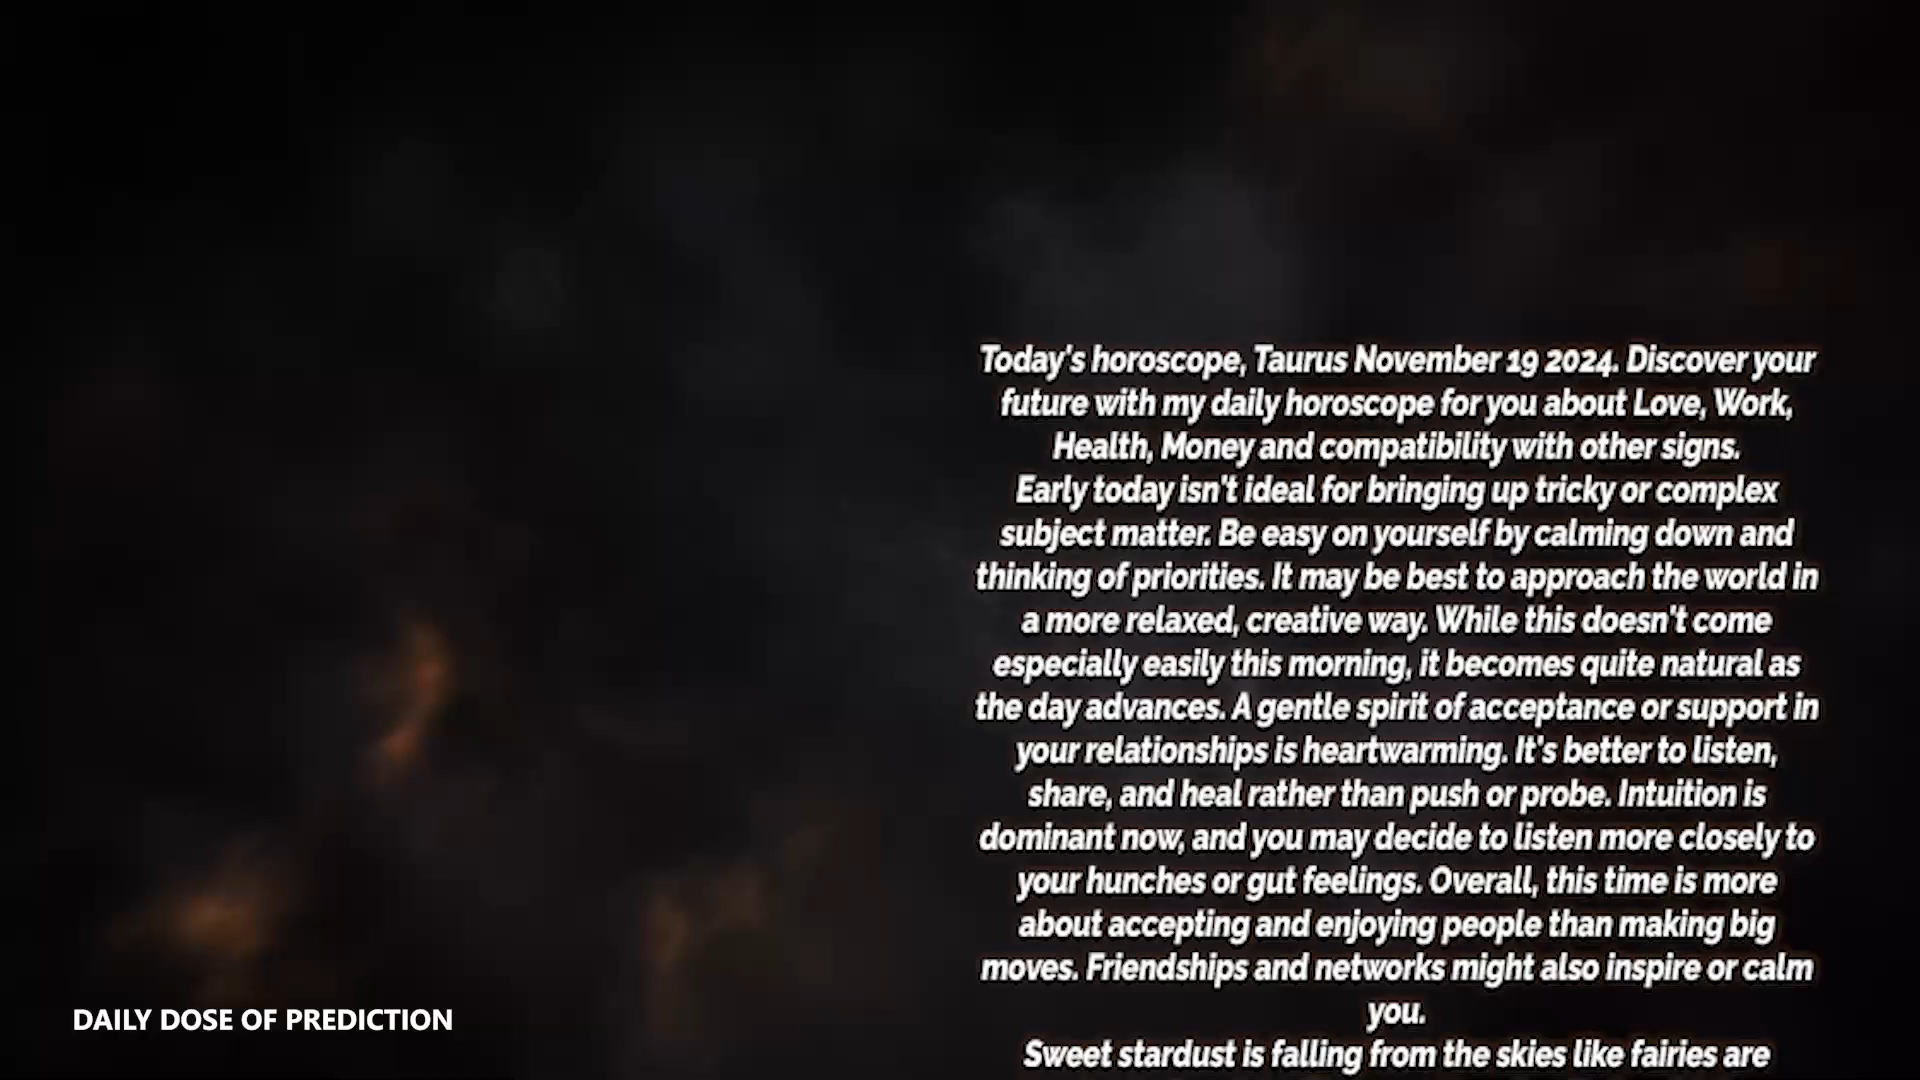 Today's horoscope, Taurus November 19 2024. Discover your
future with my daily horoscope for you about Love, Work,
Health, Money and compatibility with other signs.
Early today isn't ideal for bringing up tricky or complex
subject matter. Be easy on yourself by calming down and
thinking of priorities. It may be best to approach the world in
a more relaxed, creative way. While this doesn't come
especially easily this morning, it becomes quite natural as
the day advances. A gentle spirit of acceptance or support in
your relationships is heartwarming. It's better to listen,
share, and heal rather than push or probe. Intuition is
dominant now, and you may decide to listen more closely to
your hunches or gut feelings. Overall, this time is more
about accepting and enjoying people than making big
moves. Friendships and networks might also inspire or calm
you.
Sweet stardust is falling from the skies like fairies are
DAILY DOSE OF PREDICTION